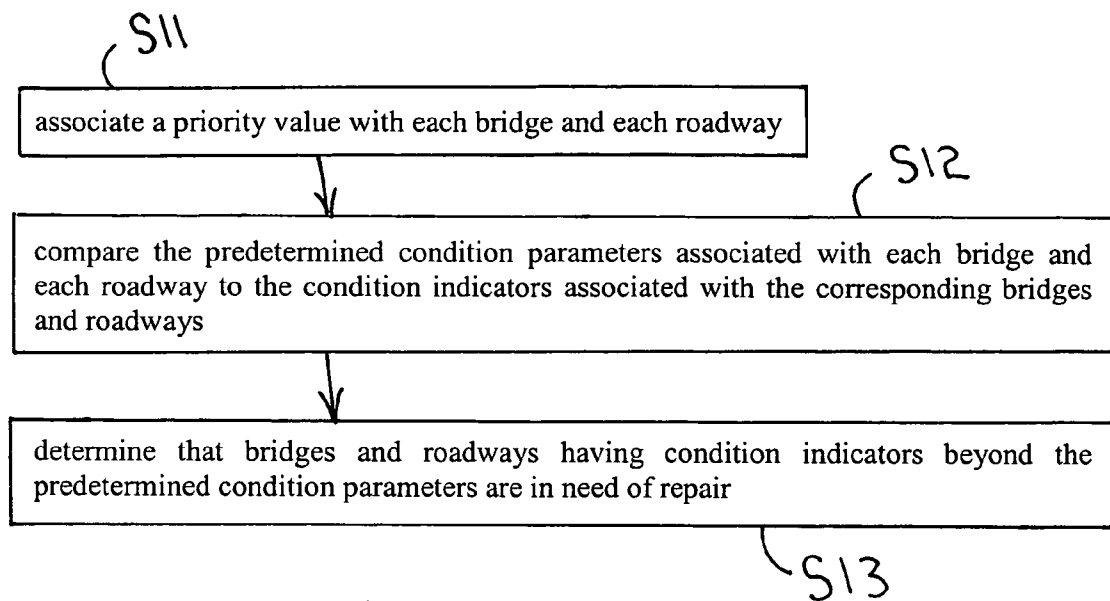 S11
associate a priority value with each bridge and each roadway
S12
compare the predetermined condition parameters associated with each bridge and
each roadway to the condition indicators associated with the corresponding bridges
and roadways
determine that bridges and roadways having condition indicators beyond the
predetermined condition parameters are in need of repair
S13